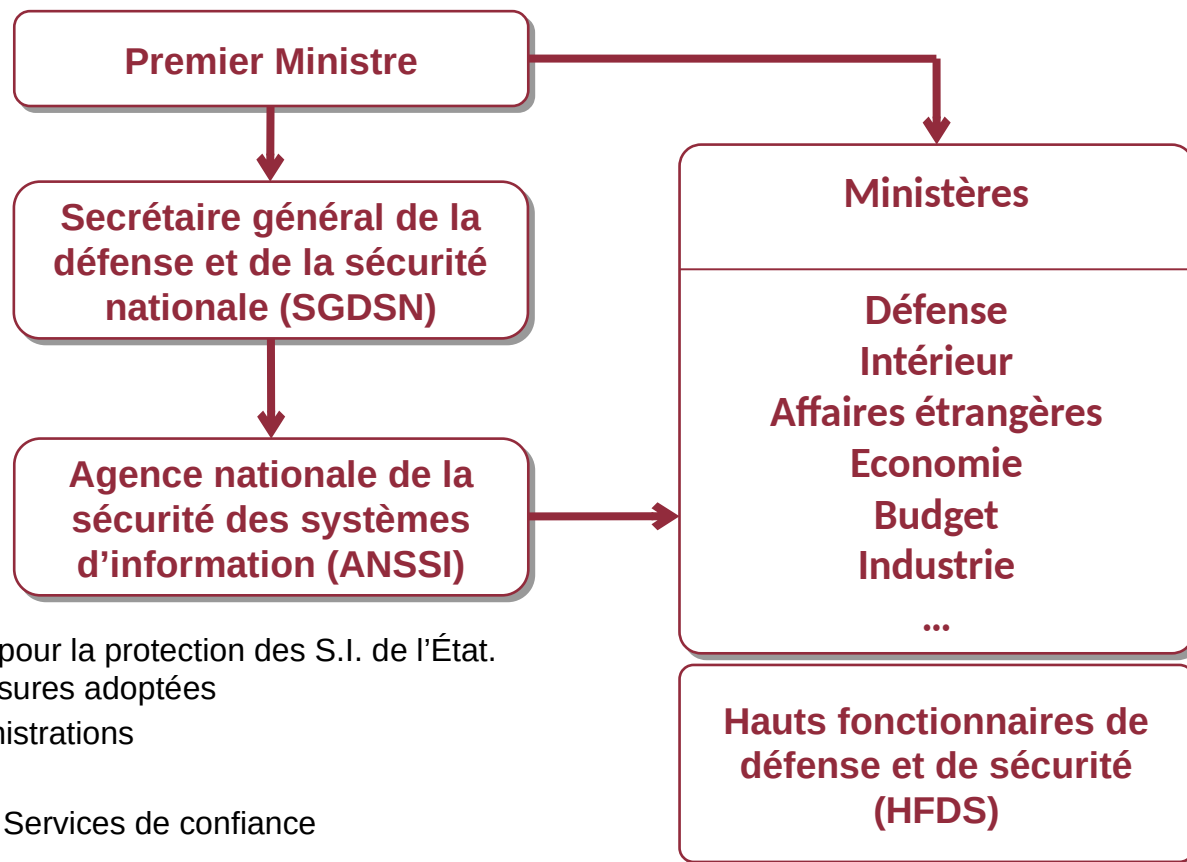 Premier Ministre
Secrétaire général de la
défense et de la sécurité
nationale (SGDSN)
Agence nationale de la
sécurité des systèmes
d’information (ANSSI)
Ministères
Défense
Intérieur
Affaires étrangères
Economie
Budget
Industrie
...
Hauts fonctionnaires de
défense et de sécurité
(HFDS)
pour la protection des S.I. de l’État.
sures adoptées
nistrations
Services de confiance